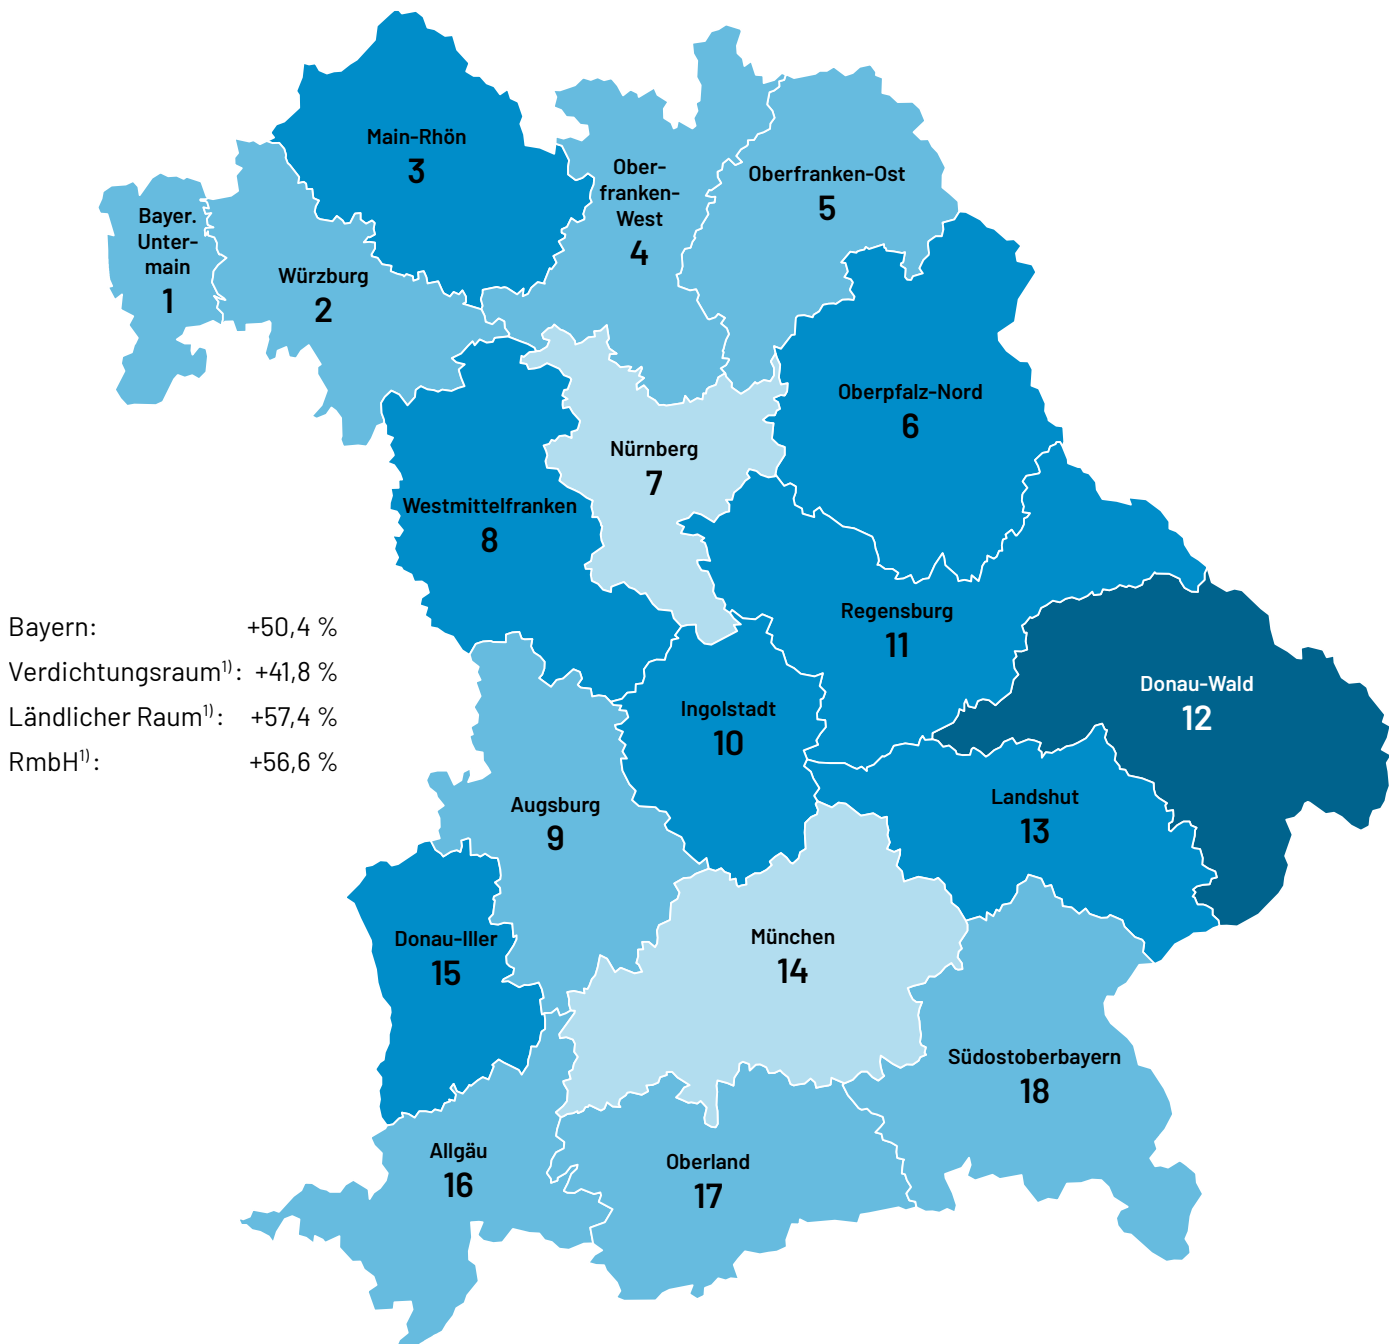 Main-Rhön
3
Ober-
franken-
West
4
Oberfranken-Ost
5
Bayer.
Unter-
main
1
Würzburg
2
Oberpfalz-Nord
6
Nürnberg
7
Westmittelfranken
8
Regensburg
11
Bayern: +50,4 %
Verdichtungsraum¹⁾: +41,8 %
Ländlicher Raum¹⁾: +57,4 %
RmbH¹⁾: +56,6 %
Donau-Wald
12
Ingolstadt
10
Landshut
13
Augsburg
9
Donau-Iller
15
München
14
Südostoberbayern
18
Allgäu
16
Oberland
17